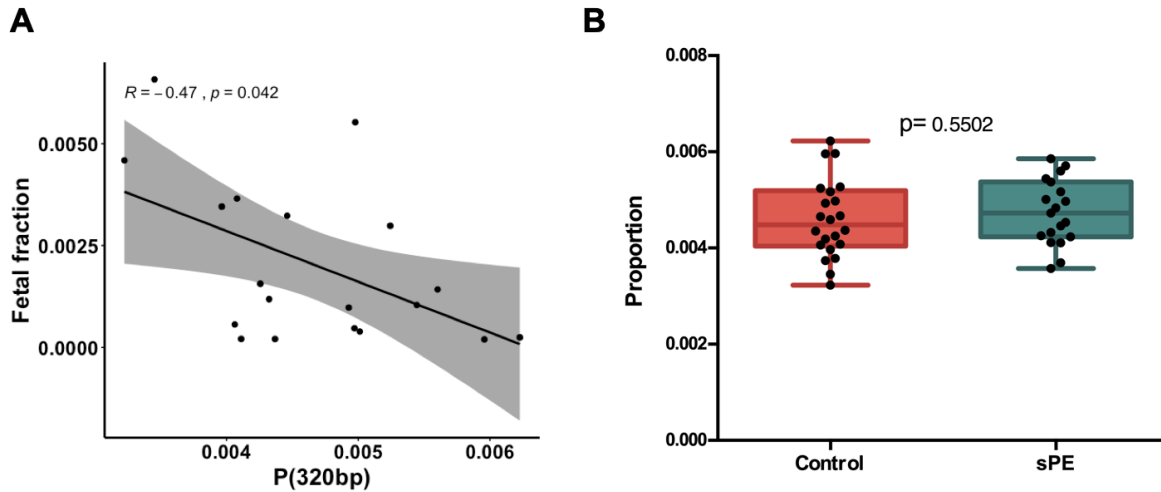 A
R = −0.47 , p = 0.042
Fetal fraction
0.0050
0.0025
0.0000
0.004 0.005 0.006
P(320bp)
B
p= 0.5502
Proportion
0.008
0.006
0.004
0.002
0.000
Control sPE